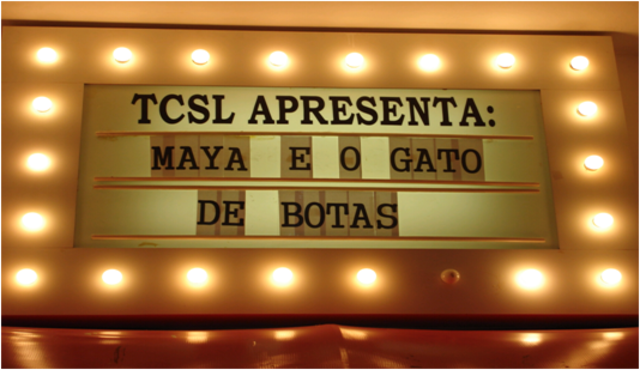 TCSL APRESENTA:
MAYA E O GATO
DE BOTAS